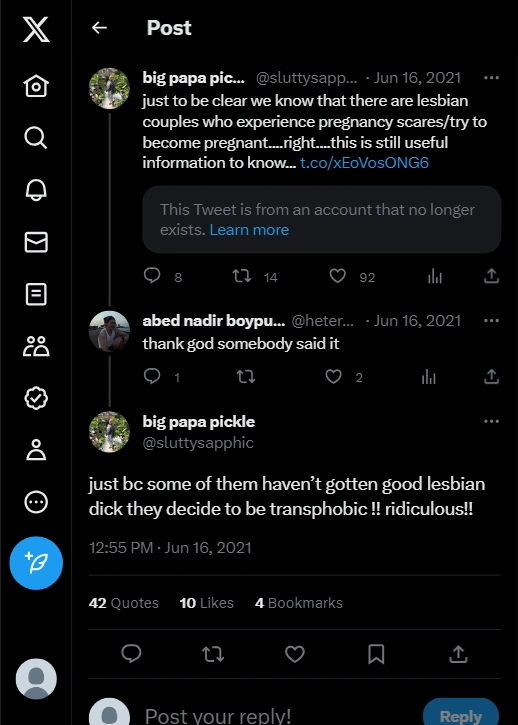 Post
big papa pic... @sluttysapp... · Jun 16, 2021
just to be clear we know that there are lesbian
couples who experience pregnancy scares/try to
become pregnant....right....this is still useful
information to know... t.co/xEoVosONG6
This Tweet is from an account that no longer
exists. Learn more
8 14 92
abed nadir boypu... @heter... · Jun 16, 2021
thank god somebody said it
1 2
big papa pickle
@sluttysapphic
just bc some of them haven’t gotten good lesbian
dick they decide to be transphobic !! ridiculous!!
12:55 PM · Jun 16, 2021
42 Quotes 10 Likes 4 Bookmarks
Post your reply!
Reply